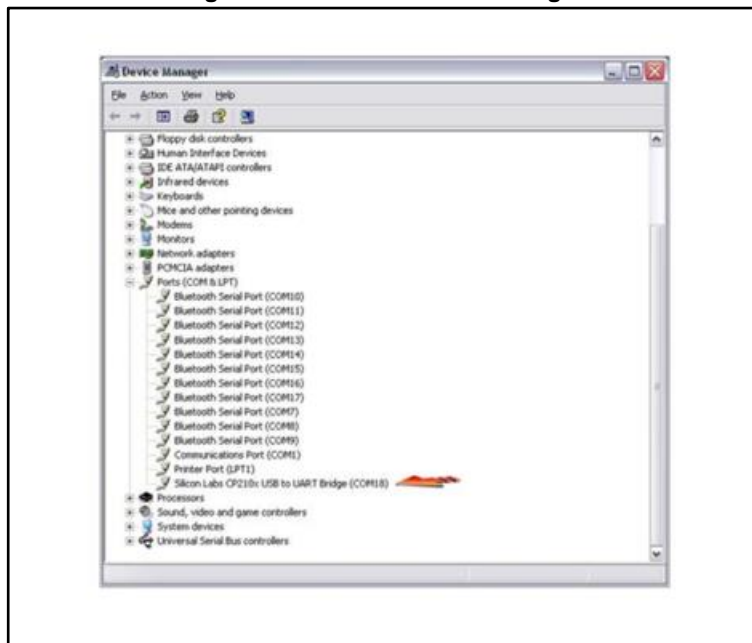 Device Manager
File Action View Help
Floppy disk controllers
Human Interface Devices
IDE ATA/ATAPI controllers
Infrared devices
Keyboards
Mice and other pointing devices
Modems
Monitors
Network adapters
PCMCIA adapters
Ports (COM & LPT)
Bluetooth Serial Port (COM10)
Bluetooth Serial Port (COM11)
Bluetooth Serial Port (COM12)
Bluetooth Serial Port (COM13)
Bluetooth Serial Port (COM14)
Bluetooth Serial Port (COM15)
Bluetooth Serial Port (COM16)
Bluetooth Serial Port (COM17)
Bluetooth Serial Port (COM7)
Bluetooth Serial Port (COM8)
Bluetooth Serial Port (COM9)
Communications Port (COM1)
Printer Port (LPT1)
Silicon Labs CP210x USB to UART Bridge (COM18)
Processors
Sound, video and game controllers
System devices
Universal Serial Bus controllers